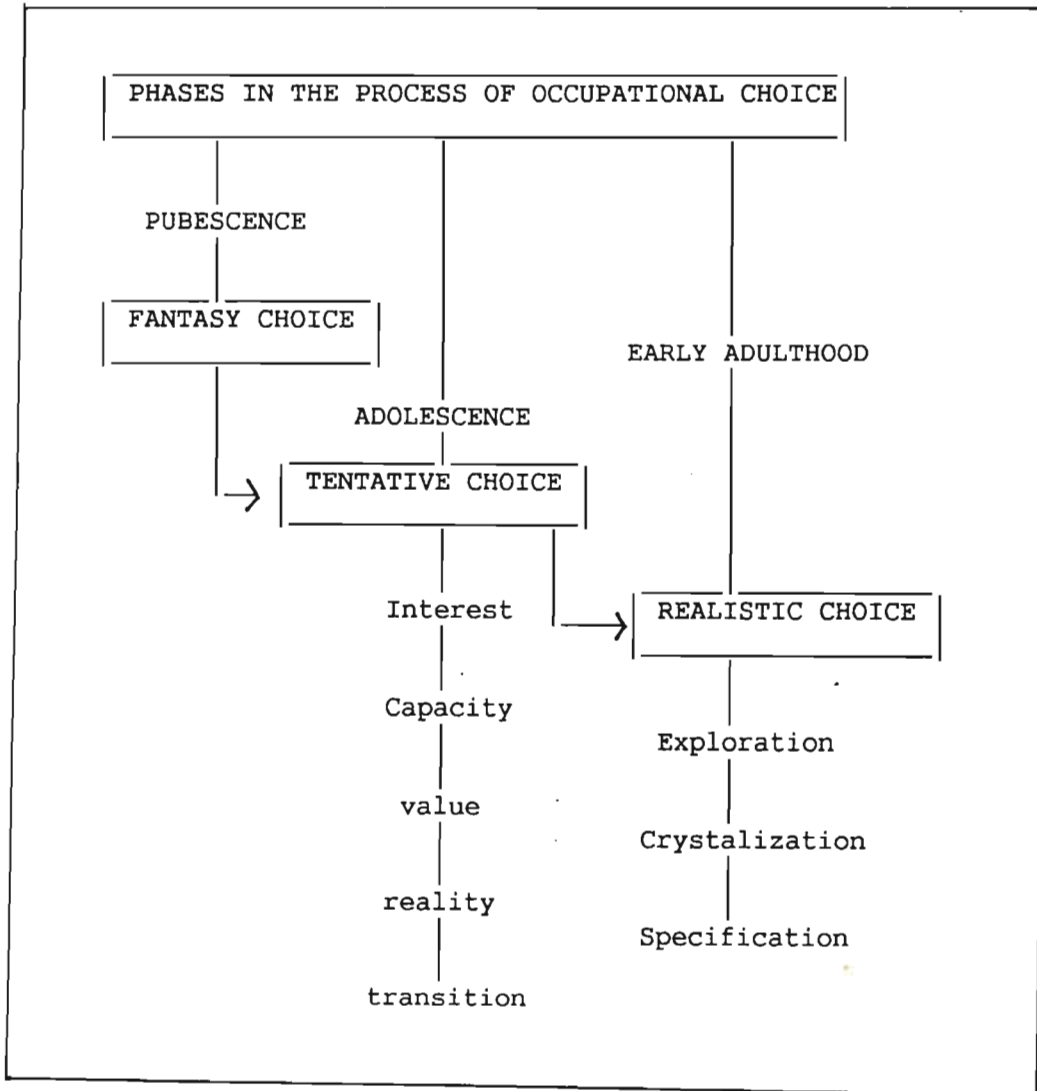 PHASES IN THE PROCESS OF OCCUPATIONAL CHOICE
PUBESCENCE
FANTASY CHOICE
EARLY ADULTHOOD
ADOLESCENCE
TENTATIVE CHOICE
Interest
REALISTIC CHOICE
Capacity
Exploration
value
Crystalization
reality
Specification
transition